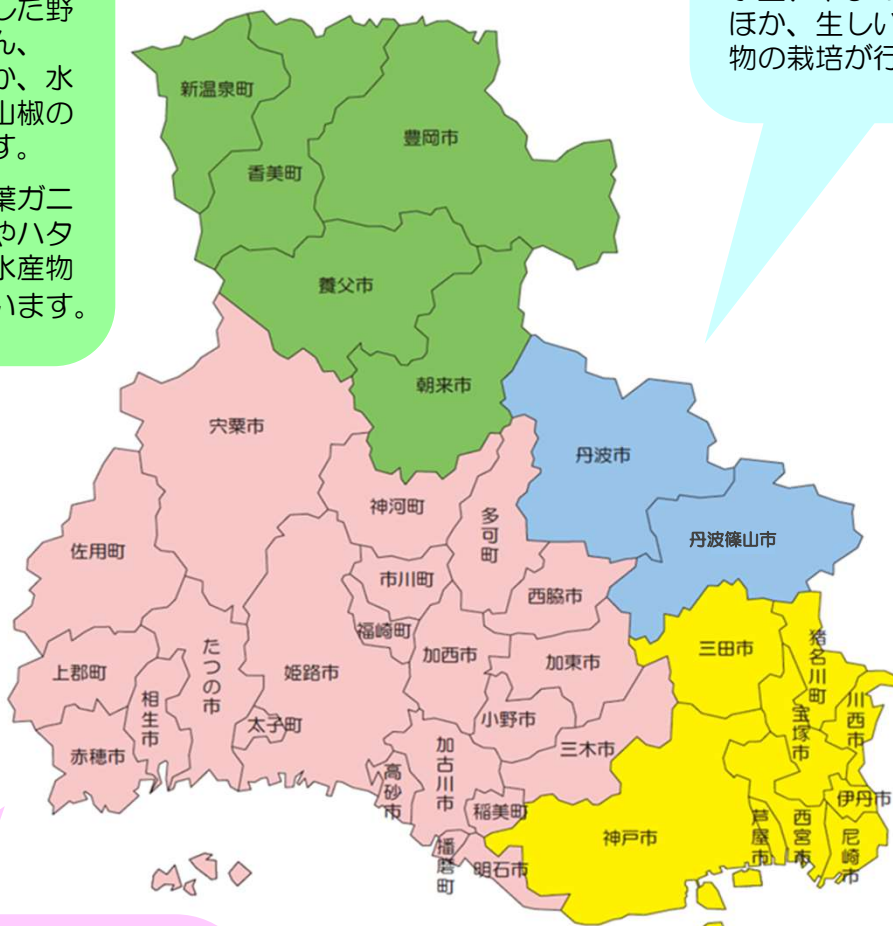 した野
ん、
か、水
山椒の
す。
葉ガニ
やハタ
水産物
います。
ほか、生しい
物の栽培が行
新温泉町
香美町
豊岡市
養父市
朝来市
宍粟市
丹波市
丹波篠山市
神河町
多可町
佐用町
市川町
西脇市
福崎町
加西市
加東市
三田市
猪名川町
上郡町
相生市
たつの市
姫路市
太子町
小野市
宝塚市
川西市
赤穂市
高砂市
加古川市
三木市
稲美町
播磨町
明石市
神戸市
芦屋市
西宮市
伊丹市
尼崎市